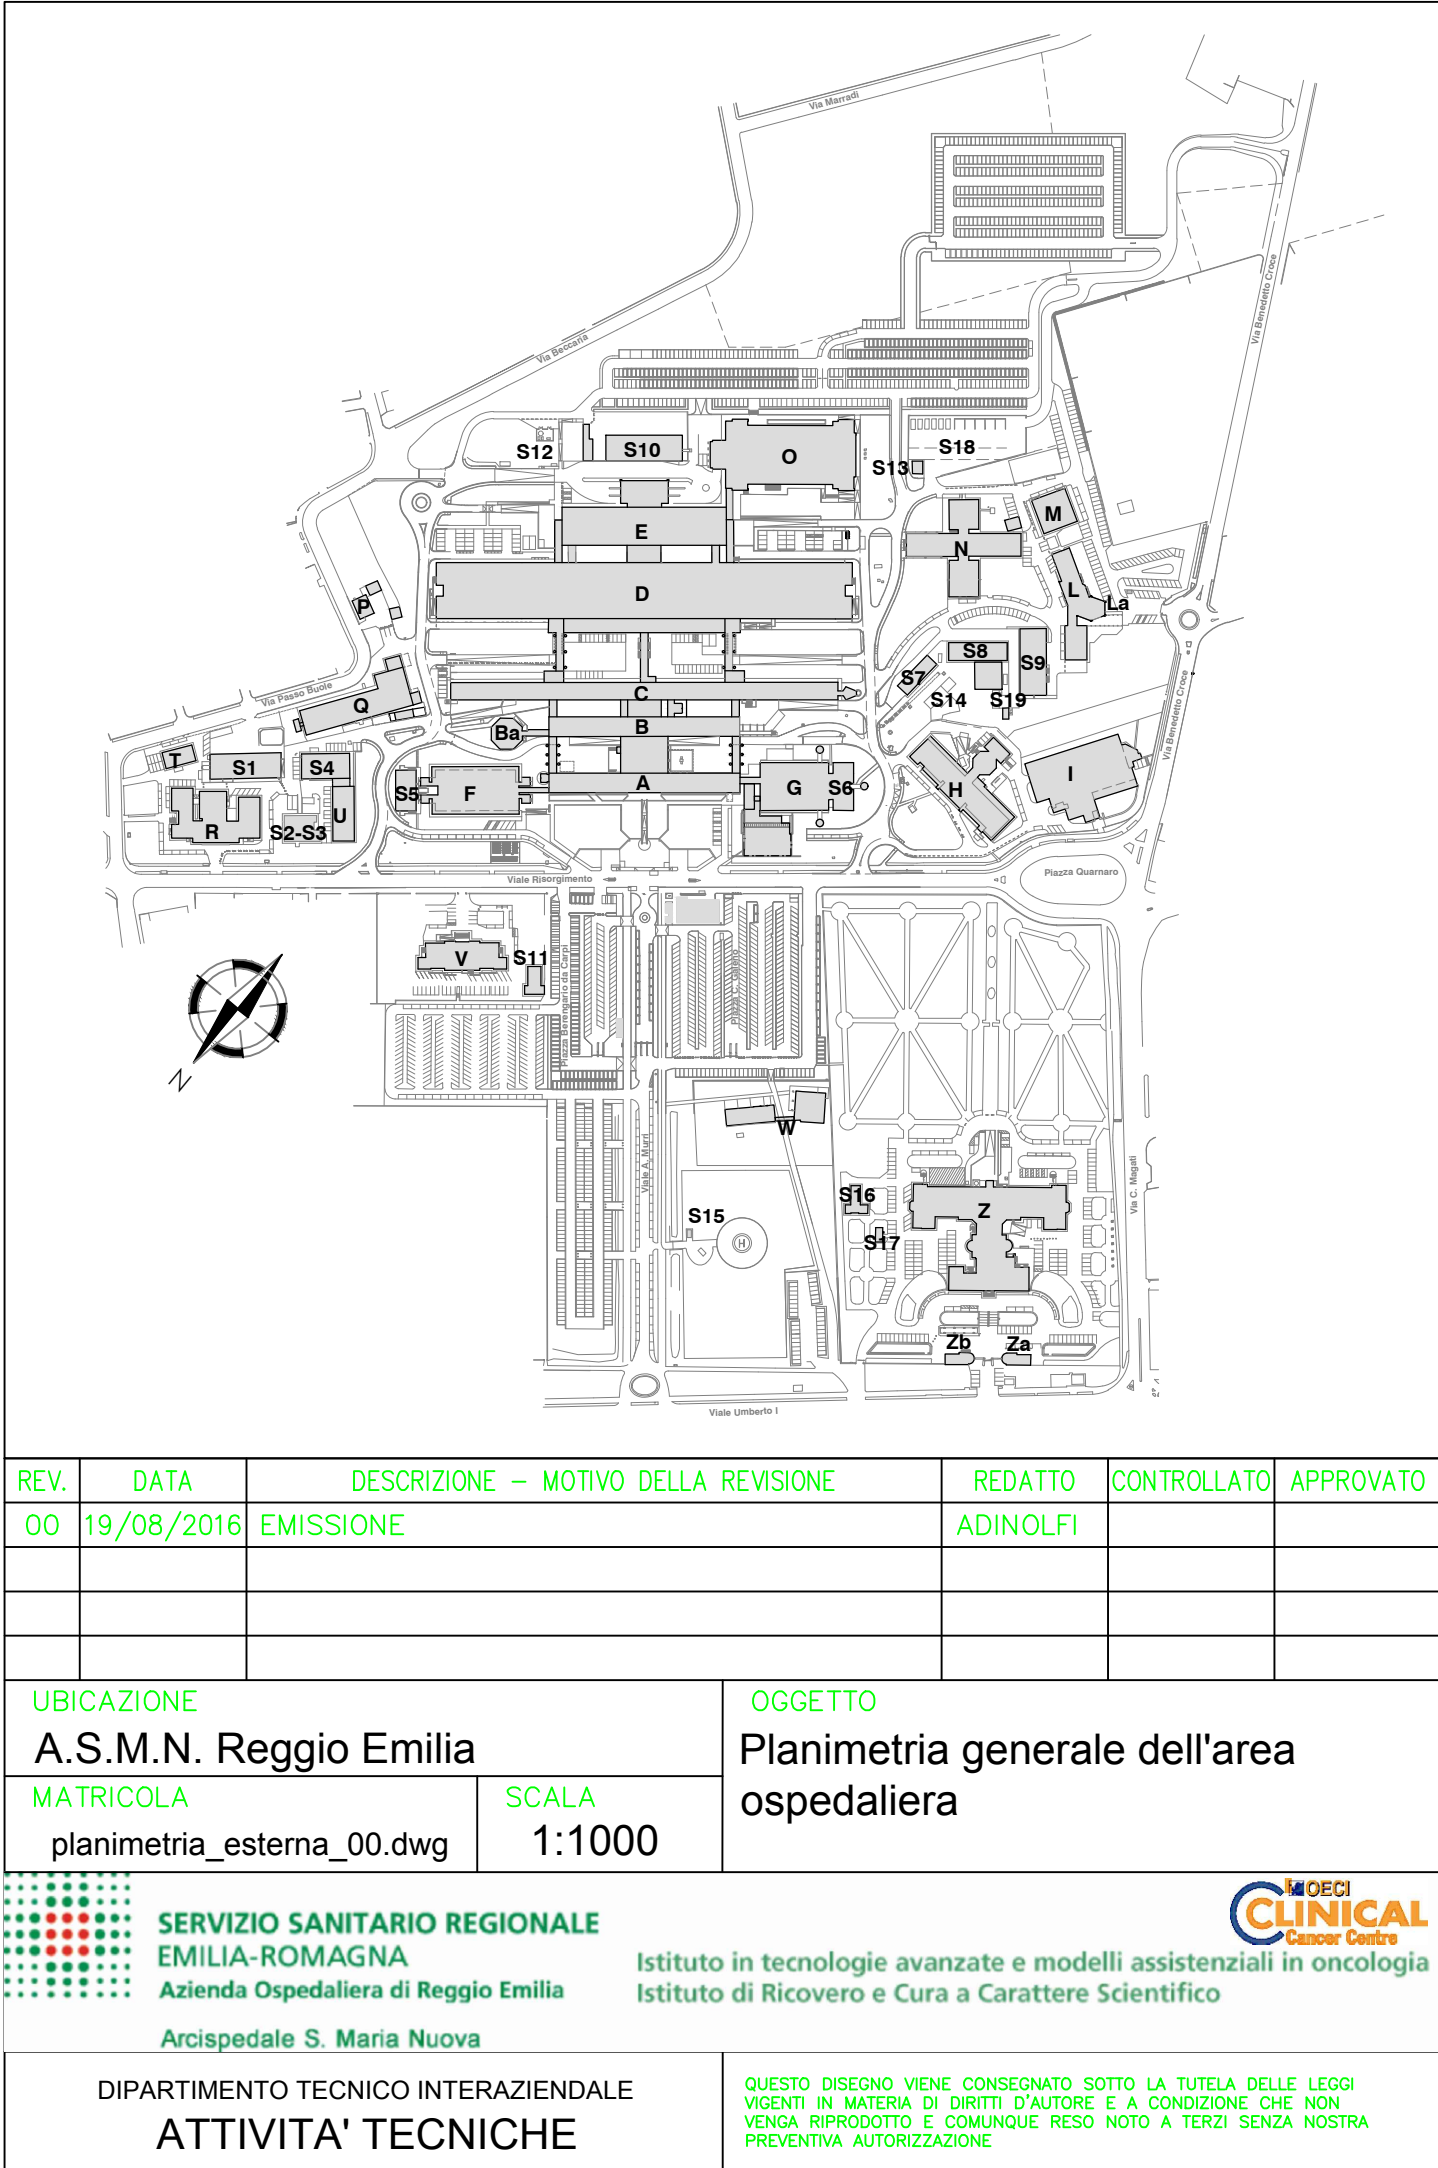 Via Marradi
Via Benedetto Croce
Via Beccaria
S12
S10
O
S13
S18
E
M
N
D
L
La
P
S8
S9
S7
C
S14
S19
Via Passo Buole
Q
B
Ba
T
S1
S4
S5
F
A
G
S6
H
I
Via Benedetto Croce
R
S2-S3
U
Viale Risorgimento
Piazza Quarnaro
V
S11
Piazza Berengario da Carpi
Piazza C. Galeno
N
W
Viale A. Murri
Via C. Magati
S16
Z
S15
H
S17
Zb
Za
Viale Umberto I
REV. DATA DESCRIZIONE – MOTIVO DELLA REVISIONE REDATTO CONTROLLATO APPROVATO
00 19/08/2016 EMISSIONE ADINOLFI
UBICAZIONE
A.S.M.N. Reggio Emilia
OGGETTO
Planimetria generale dell'area
ospedaliera
MATRICOLA
planimetria_esterna_00.dwg
SCALA
1:1000
SERVIZIO SANITARIO REGIONALE
EMILIA-ROMAGNA
Azienda Ospedaliera di Reggio Emilia
Arcispedale S. Maria Nuova
OECI
CLINICAL
Cancer Centre
Istituto in tecnologie avanzate e modelli assistenziali in oncologia
Istituto di Ricovero e Cura a Carattere Scientifico
DIPARTIMENTO TECNICO INTERAZIENDALE
ATTIVITA' TECNICHE
QUESTO DISEGNO VIENE CONSEGNATO SOTTO LA TUTELA DELLE LEGGI
VIGENTI IN MATERIA DI DIRITTI D'AUTORE E A CONDIZIONE CHE NON
VENGA RIPRODOTTO E COMUNQUE RESO NOTO A TERZI SENZA NOSTRA
PREVENTIVA AUTORIZZAZIONE